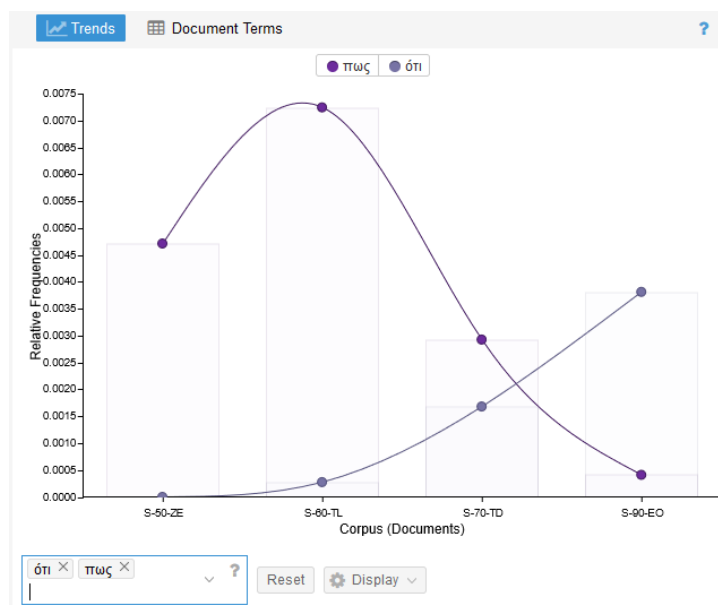 Trends Document Terms ?
πως ότι
0.0075
0.0070
0.0065
0.0060
0.0055
0.0050
0.0045
0.0040
0.0035
0.0030
0.0025
0.0020
0.0015
0.0010
0.0005
0.0000
Relative Frequencies
S-50-ZE S-60-TL S-70-TD S-90-EO
Corpus (Documents)
ότι × πως × ?
Reset Display